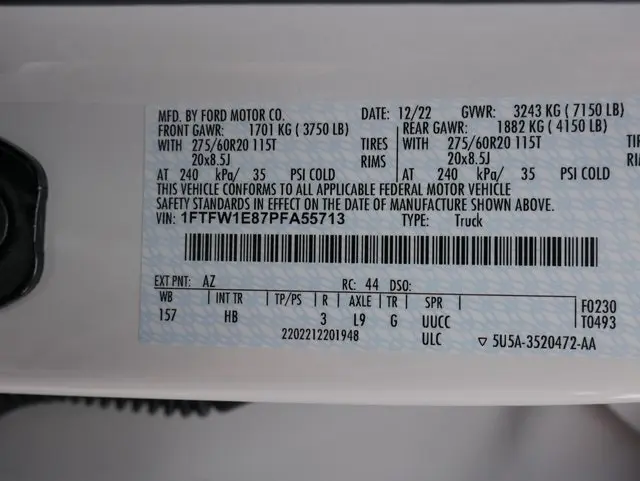 MFD. BY FORD MOTOR CO. DATE: 12/22 GVWR: 3243 KG ( 7150 LB)
FRONT GAWR: 1701 KG ( 3750 LB) REAR GAWR: 1882 KG ( 4150 LB)
WITH 275/60R20 115T TIRES WITH 275/60R20 115T
20x8.5J RIMS 20x8.5J
AT 240 kPa/ 35 PSI COLD AT 240 kPa/ 35 PSI COLD
THIS VEHICLE CONFORMS TO ALL APPLICABLE FEDERAL MOTOR VEHICLE
SAFETY STANDARDS IN EFFECT ON THE DATE OF MANUFACTURE SHOWN ABOVE.
VIN: 1FTFW1E87PFA55713 TYPE: Truck
EXT PNT: AZ RC: 44 DSO:
WB INT TR TP/PS R AXLE TR SPR F0230
157 HB 3 L9 G UUCC T0493
2202212201948 ULC ▽ 5U5A-3520472-AA